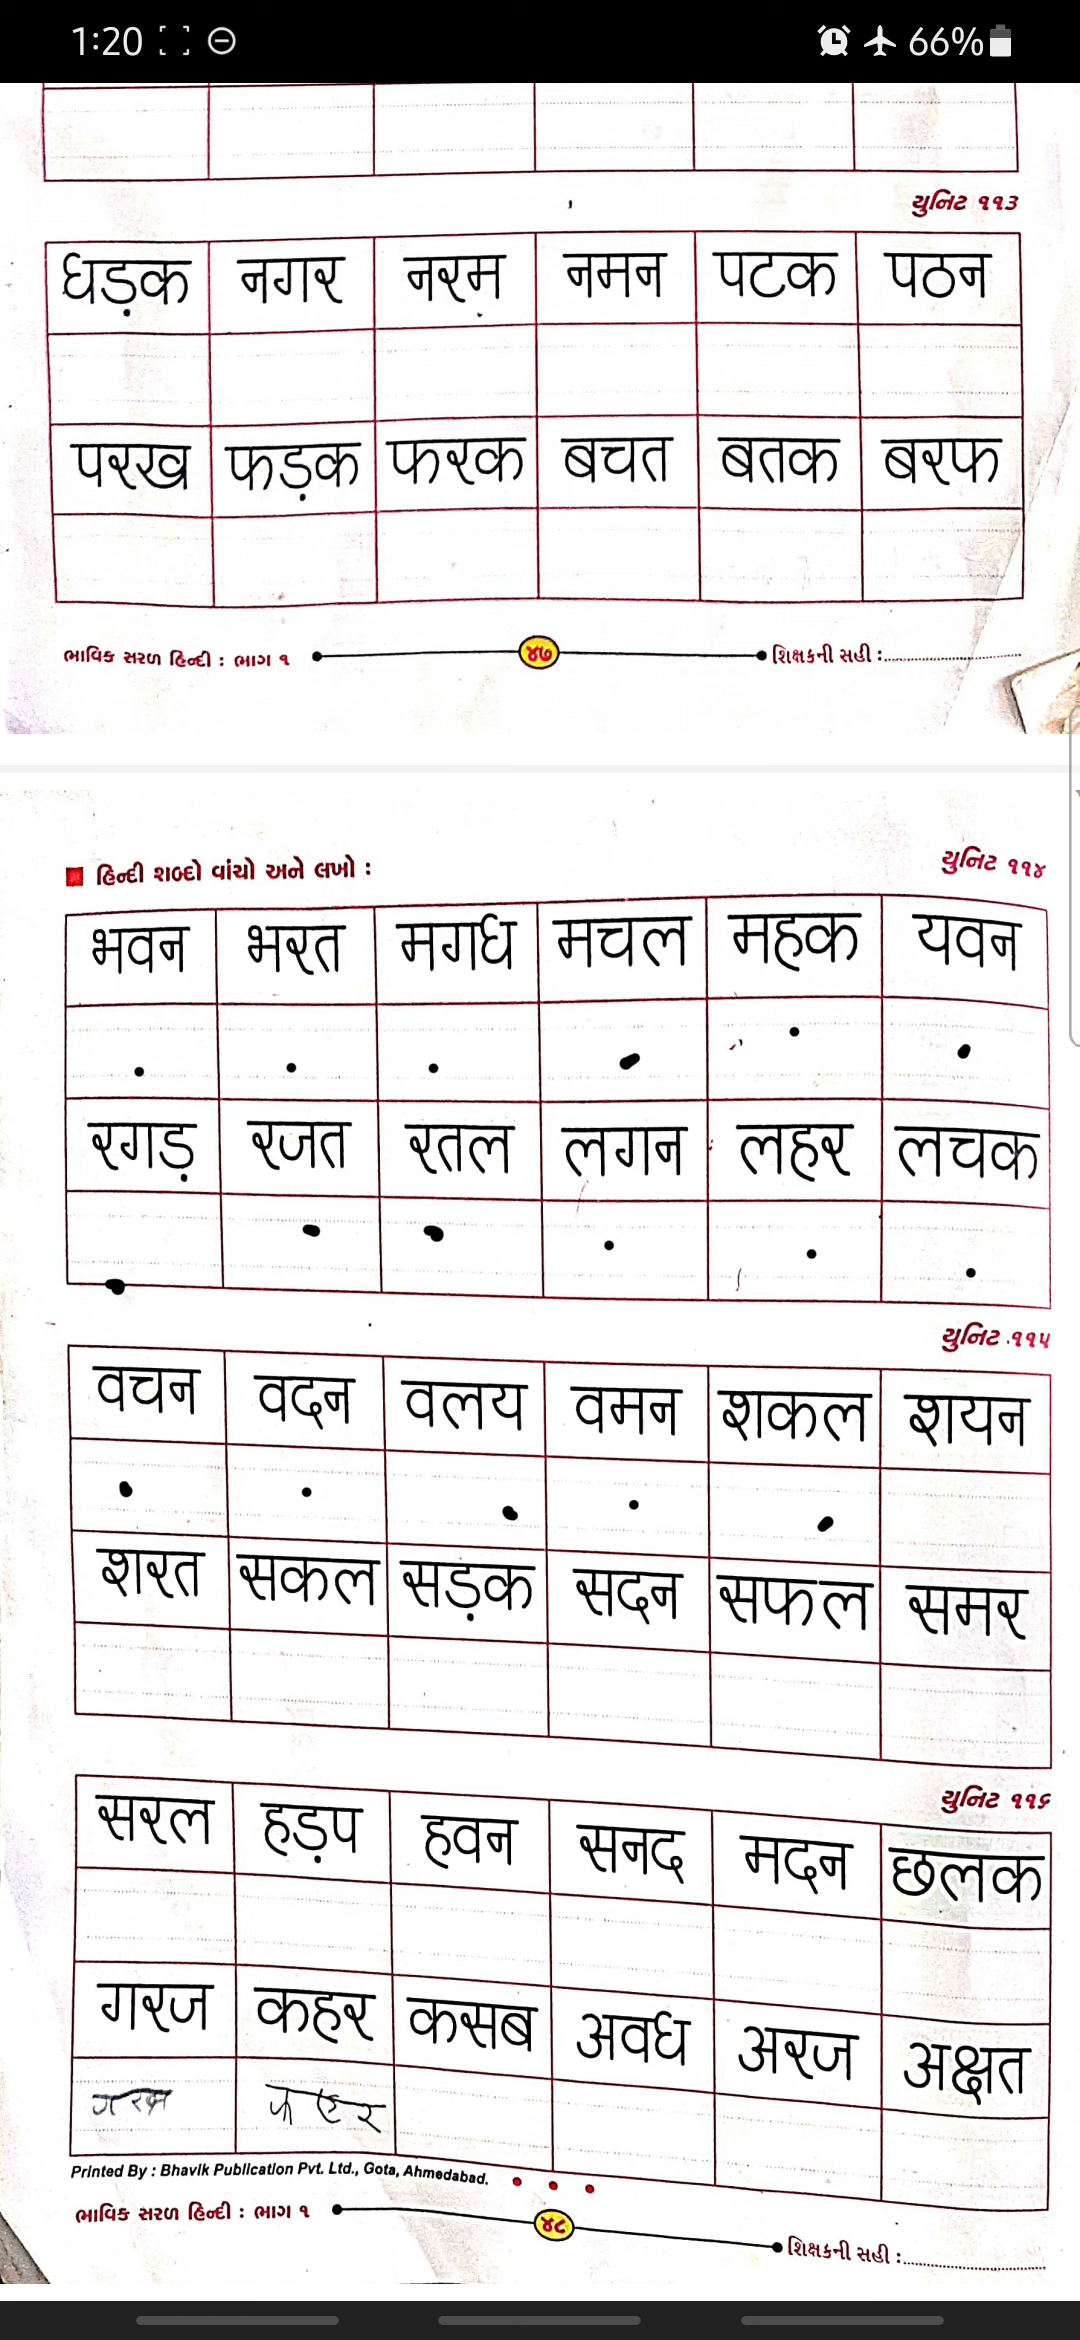 1:20 66%
યુનિટ ૧૧૩
धड़क नगर नरम नमन पटक पठन
परख फड़क फरक बचत बतक बरफ
ભાવિક સરળ હિન્દી : ભાગ ૧ ૪૭ શિક્ષકની સહી :
હિન્દી શબ્દો વાંચો અને લખો :
યુનિટ ૧૧૪
भवन भरत मगध मचल महक यवन
रगड़ रजत रतल लगन लहर लचक
યુનિટ ૧૧૫
वचन वदन वलय वमन शकल शयन
शरत सकल सड़क सदन सफल समर
યુનિટ ૧૧૬
सरल हड़प हवन सनद मदन छलक
गरज कहर कसब अवध अरज अक्षत
Printed By : Bhavik Publication Pvt. Ltd., Gota, Ahmedabad.
ભાવિક સરળ હિન્દી : ભાગ ૧ ૪૮ શિક્ષકની સહી :